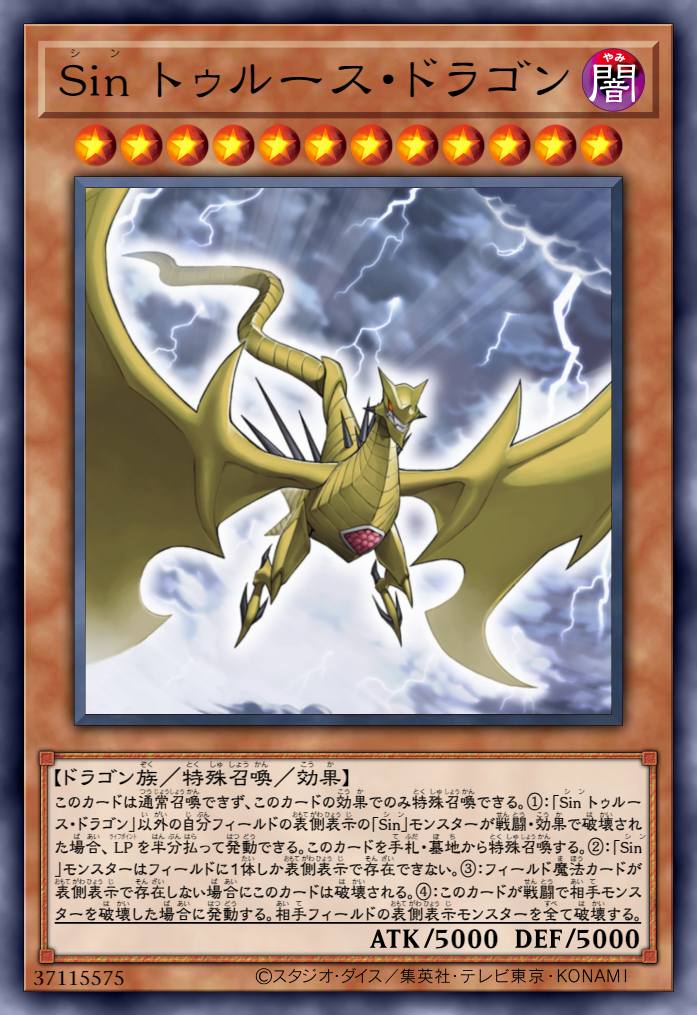 Sin トゥルース・ドラゴン
シン
やみ
闇
【ドラゴン族／特殊召喚／効果】
このカードは通常召喚できず、このカードの効果でのみ特殊召喚できる。①：「Sin トゥルー
ス・ドラゴン」以外の自分フィールドの表側表示の「Sin」モンスターが戦闘・効果で破壊され
た場合、LPを半分払って発動できる。このカードを手札・墓地から特殊召喚する。②：「Sin
」モンスターはフィールドに1体しか表側表示で存在できない。③：フィールド魔法カードが
表側表示で存在しない場合にこのカードは破壊される。④：このカードが戦闘で相手モンス
ターを破壊した場合に発動する。相手フィールドの表側表示モンスターを全て破壊する。
ATK/5000 DEF/5000
37115575
©スタジオ・ダイス／集英社・テレビ東京・KONAMI